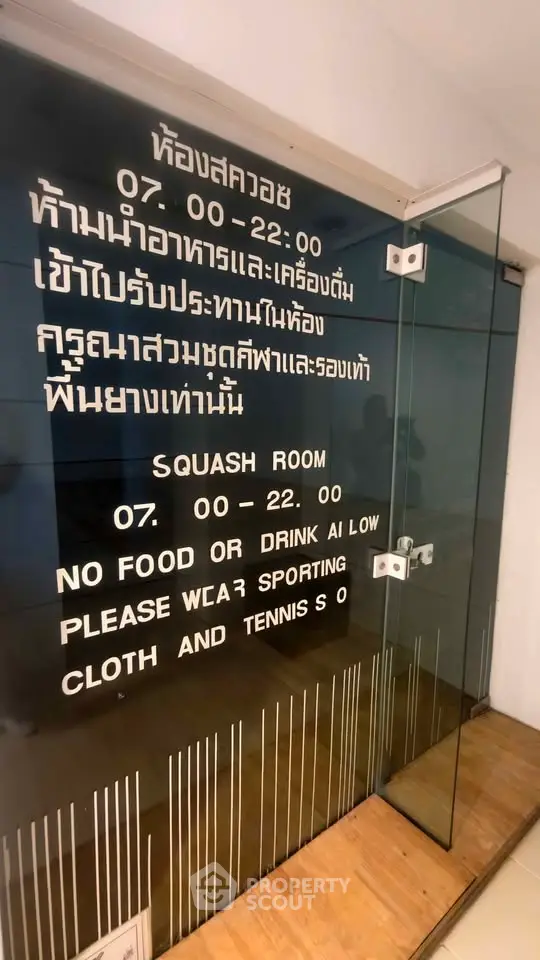 ห้องสควอช
07. 00 - 22:00
ห้ามนำอาหารและเครื่องดื่ม
เข้าไปรับประทานในห้อง
กรุณาสวมชุดกีฬาและรองเท้า
พื้นยางเท่านั้น
SQUASH ROOM
07. 00 - 22. 00
NO FOOD OR DRINK AI LOW
PLEASE WEAR SPORTING
CLOTH AND TENNIS S O
PROPERTY
SCOUT